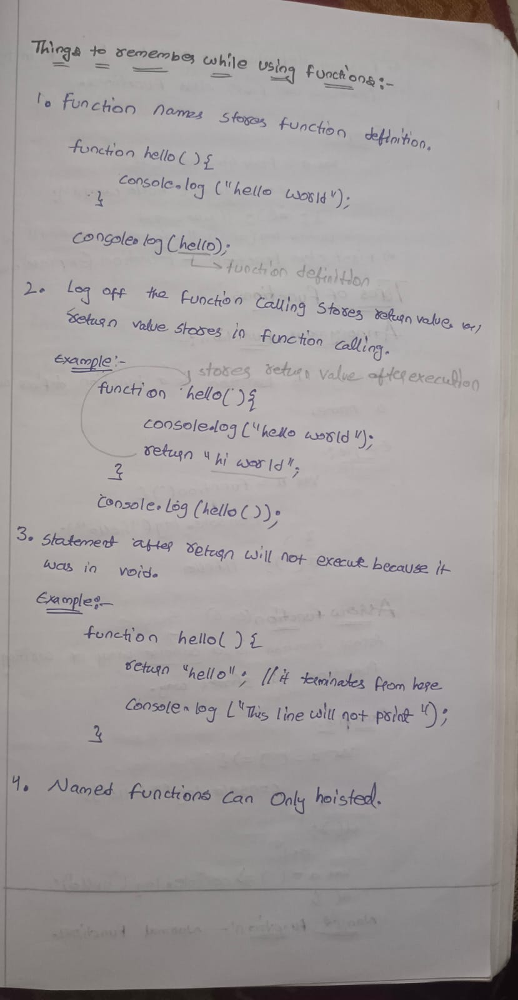 Things to remember while using functions:-
1. Function names stores function definition.
function hello( ){
console.log ("hello world");
}
console.log (hello);
↳ function definition
2. Log off the function calling stores return value (or)
return value stores in function calling.
Example:-
stores return value after execution
function hello( ){
console.log ("hello world");
return "hi world";
}
console.log (hello( ));
3. Statement after return will not execute because it
was in void.
Example:-
function hello( ) {
return "hello"; // it terminates from here
Console.log ("This line will not print");
}
4. Named functions can Only hoisted.